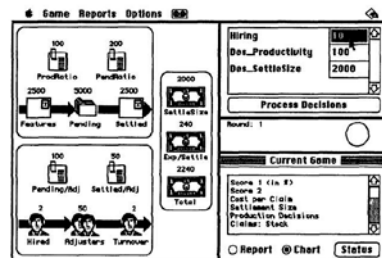 Game Reports Options
100
200
ProdRatio
PendRatio
2500
5000
2500
Features
Pending
Settled
100
50
Pending/Adj
Settled/Adj
2
50
2
Hired
Adjusters
Turnover
2000
SettleSize
240
Exp/Settle
2240
Total
Hiring
10
Des_Productivity
100
Des_SettleSize
2000
Process Decisions
Round: 1
Current Game
Score 1 (in $)
Score 2
Cost per Claim
Settlement Size
Production Decisions
Claims: Stock
Report
Chart
Status